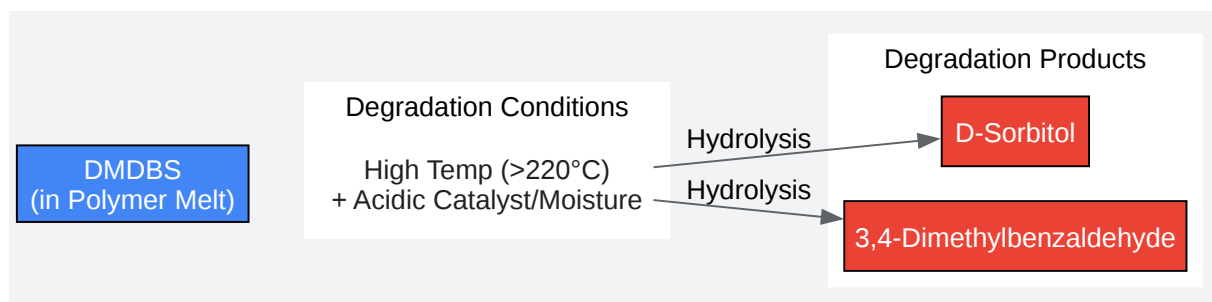 DMDBS
(in Polymer Melt)
Degradation Conditions
High Temp (>220°C)
+ Acidic Catalyst/Moisture
Hydrolysis
Hydrolysis
Degradation Products
D-Sorbitol
3,4-Dimethylbenzaldehyde